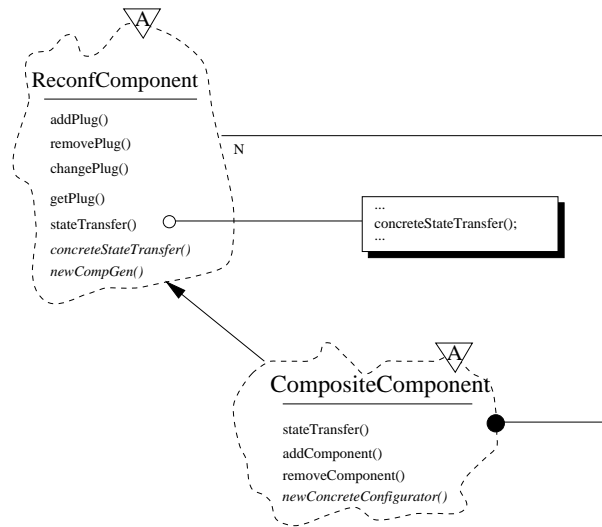 A
ReconfComponent
addPlug()
removePlug()
changePlug()
getPlug()
stateTransfer()
concreteStateTransfer()
newCompGen()
N
...
concreteStateTransfer();
...
A
CompositeComponent
stateTransfer()
addComponent()
removeComponent()
newConcreteConfigurator()